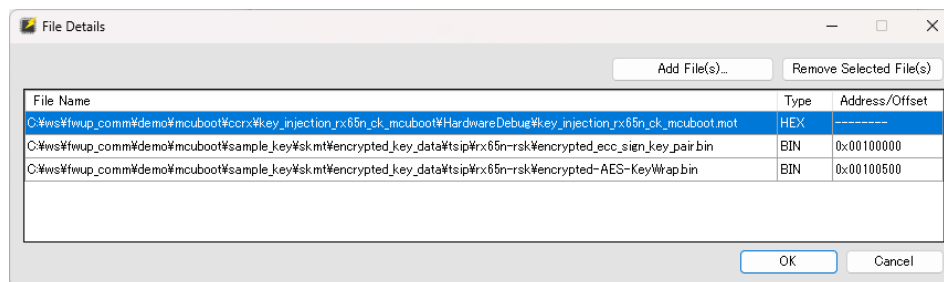 File Details
Add File(s)... Remove Selected File(s)
File Name Type Address/Offset
C:¥ws¥fwup_comm¥demo¥mcuboot¥ccrx¥key_injection_rx65n_ck_mcuboot¥HardwareDebug¥key_injection_rx65n_ck_mcuboot.mot HEX --------
C:¥ws¥fwup_comm¥demo¥mcuboot¥sample_key¥skmt¥encrypted_key_data¥tsip¥rx65n-rsk¥encrypted_ecc_sign_key_pair.bin BIN 0x00100000
C:¥ws¥fwup_comm¥demo¥mcuboot¥sample_key¥skmt¥encrypted_key_data¥tsip¥rx65n-rsk¥encrypted-AES-KeyWrap.bin BIN 0x00100500
OK Cancel